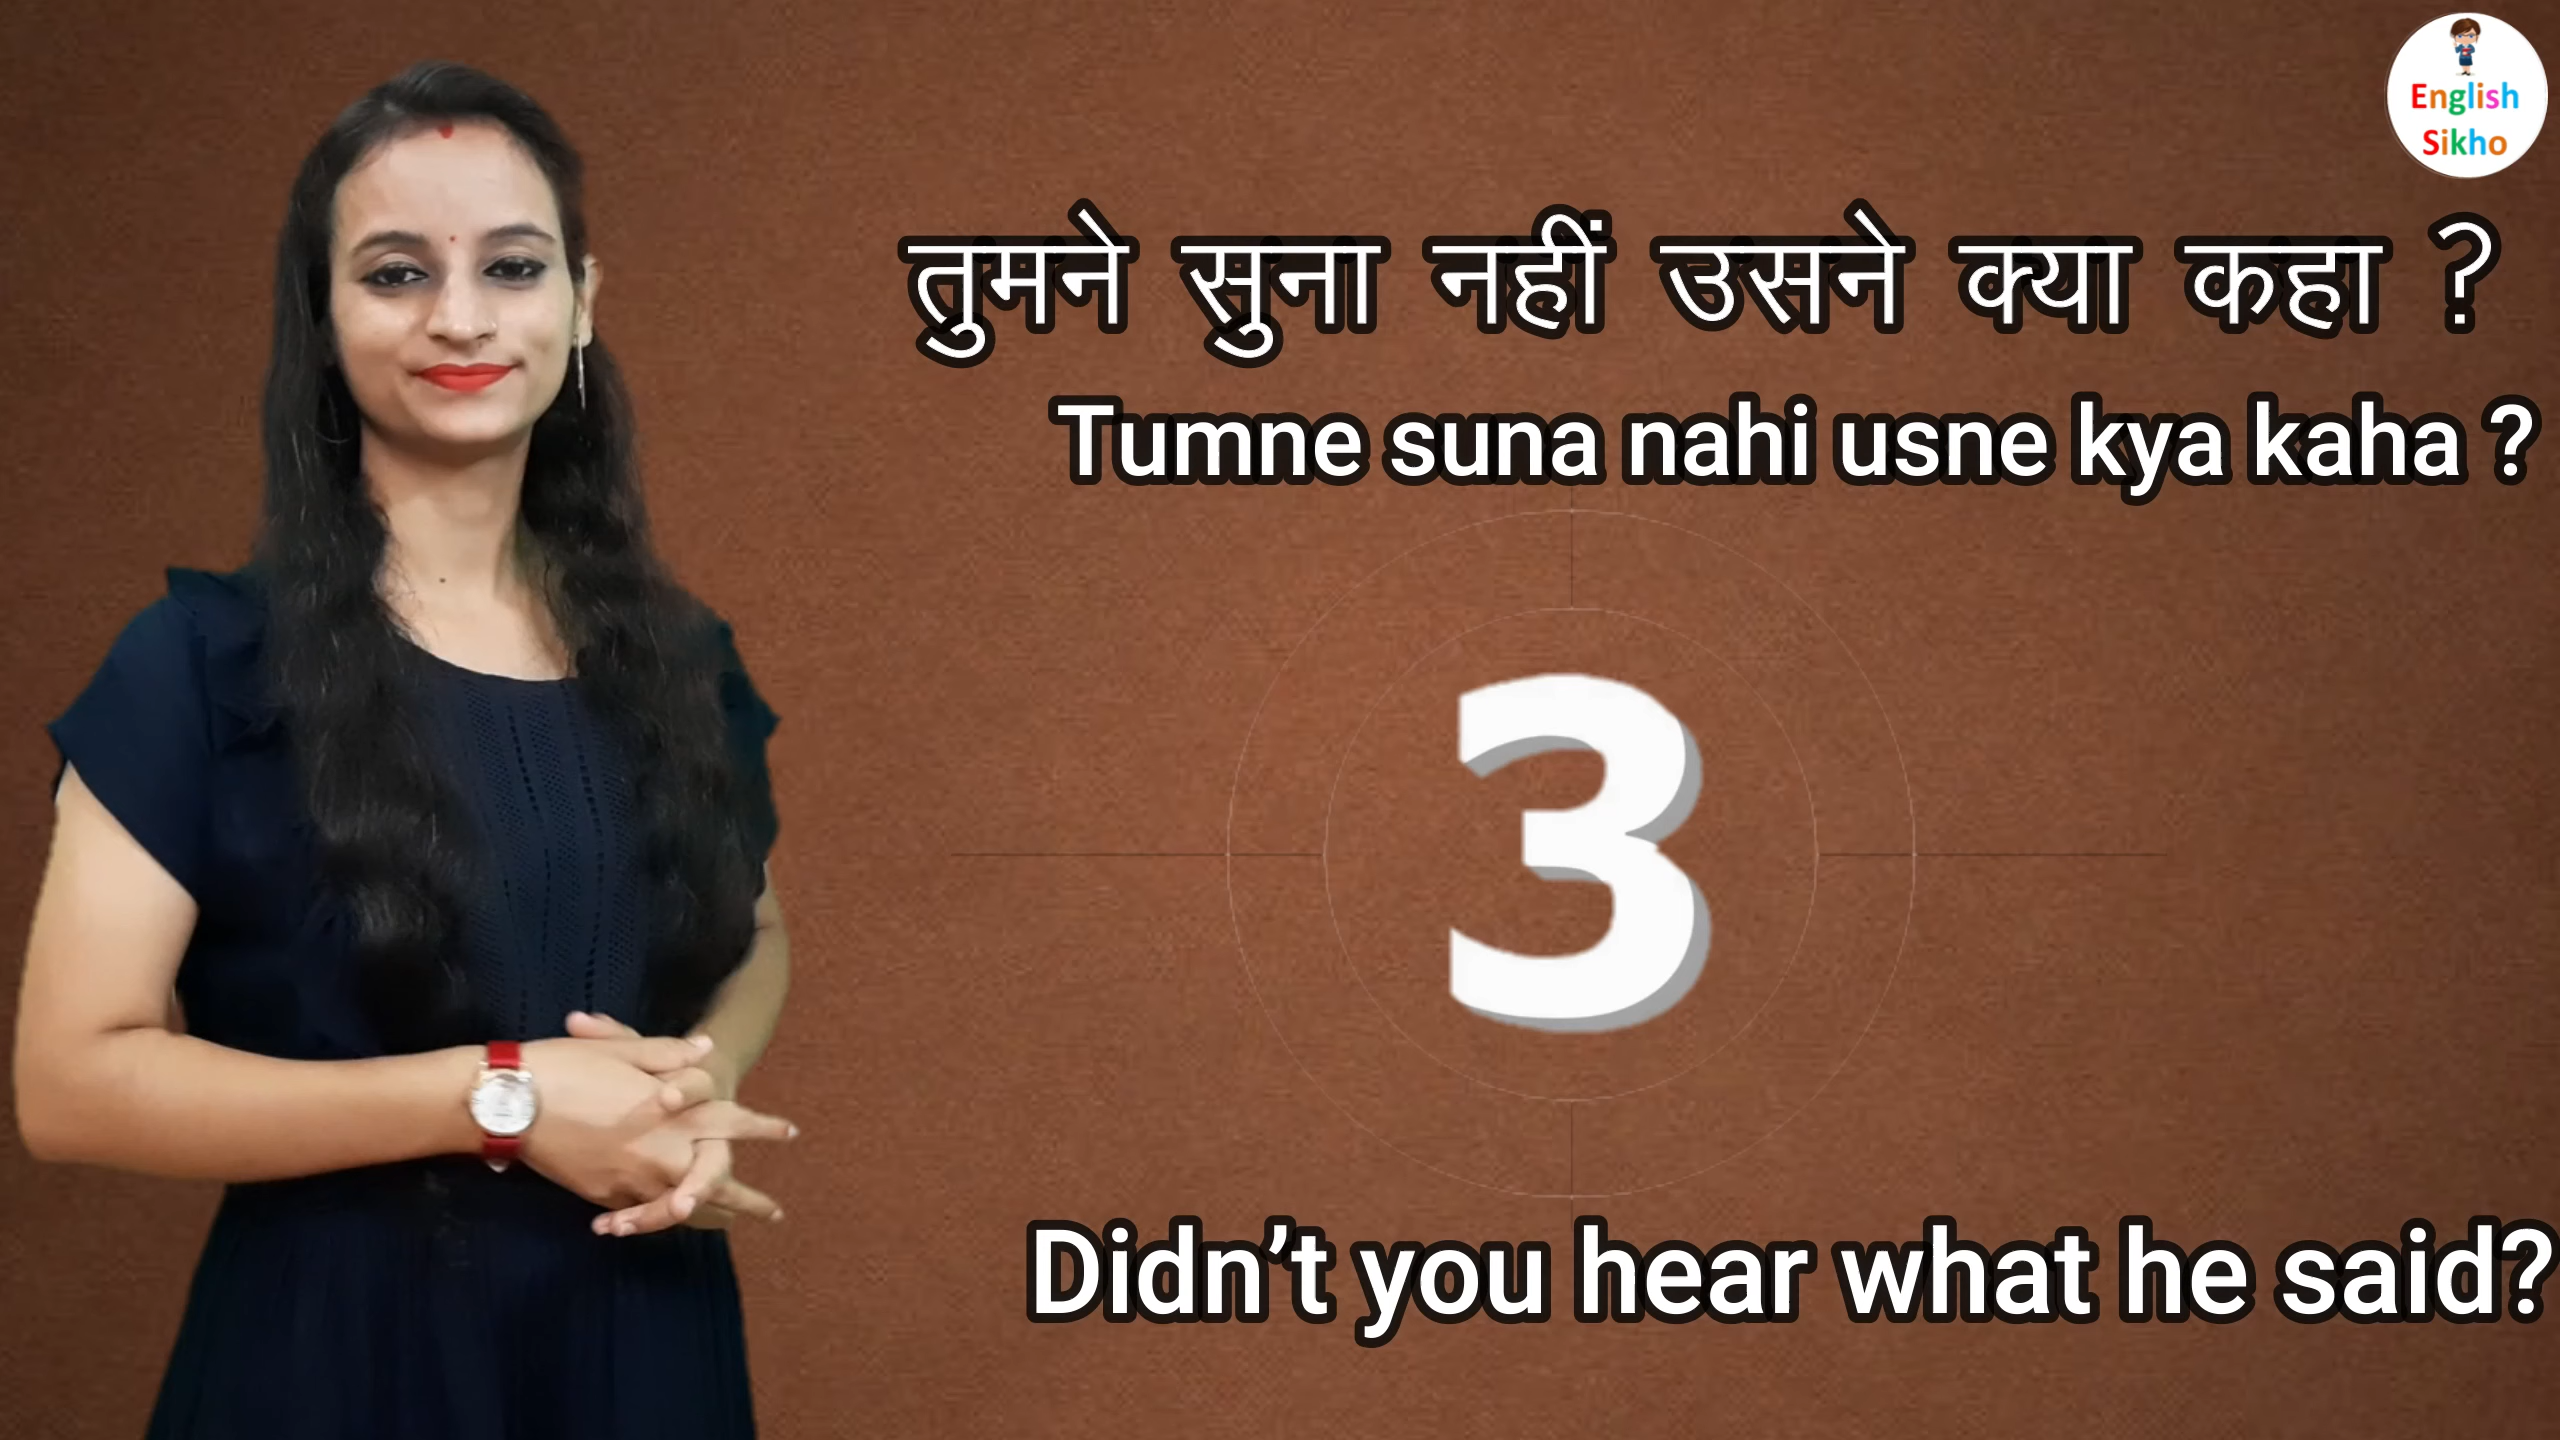 English
Sikho
तुमने सुना नहीं उसने क्या कहा ?
Tumne suna nahi usne kya kaha ?
3
Didn’t you hear what he said?